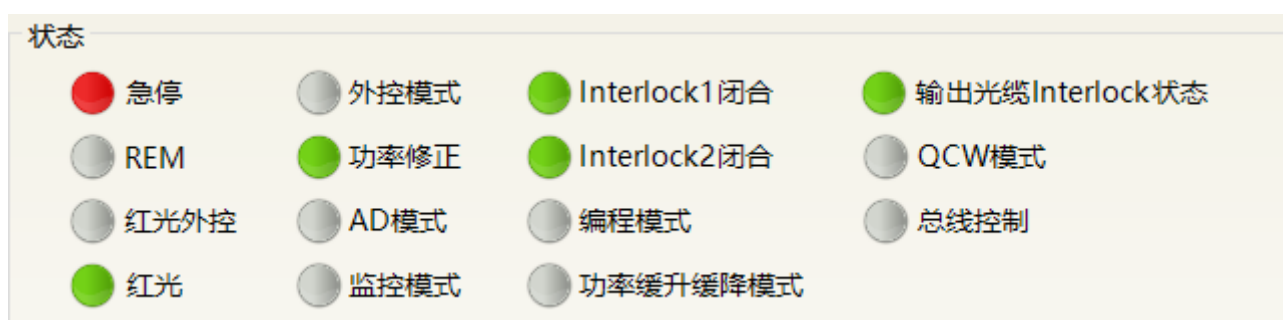 状态
急停 外控模式 Interlock1闭合 输出光缆Interlock状态
REM 功率修正 Interlock2闭合 QCW模式
红光外控 AD模式 编程模式 总线控制
红光 监控模式 功率缓升缓降模式